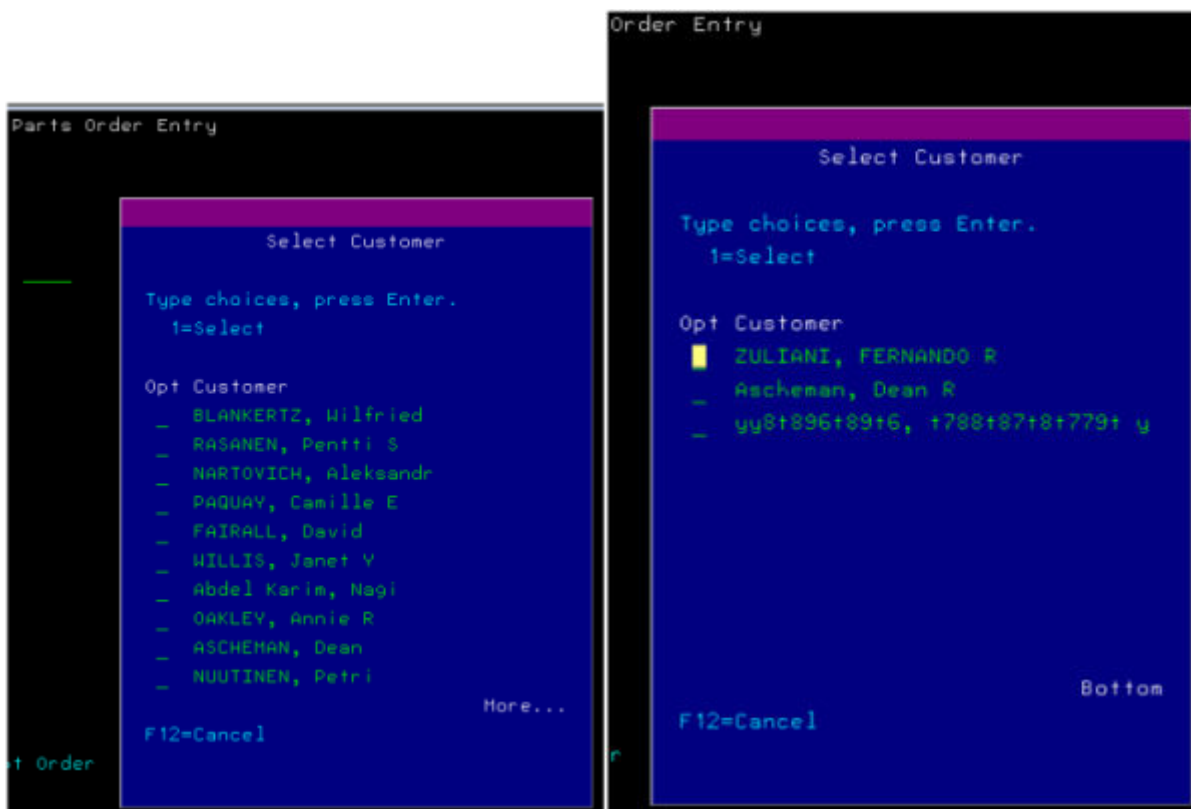 Parts Order Entry
Select Customer
Type choices, press Enter.
1=Select
Opt Customer
_ BLANKERTZ, Wilfried
_ RASANEN, Pentti S
_ NARTOVICH, Aleksandr
_ PAQUAY, Camille E
_ FAIRALL, David
_ WILLIS, Janet Y
_ Abdel Karim, Nagi
_ OAKLEY, Annie R
_ ASCHEMAN, Dean
_ NUUTINEN, Petri
More...
F12=Cancel
t Order
Order Entry
Select Customer
Type choices, press Enter.
1=Select
Opt Customer
ZULIANI, FERNANDO R
_ Ascheman, Dean R
_ yy8t896t89t6, t788t87t8t779t y
Bottom
F12=Cancel
r